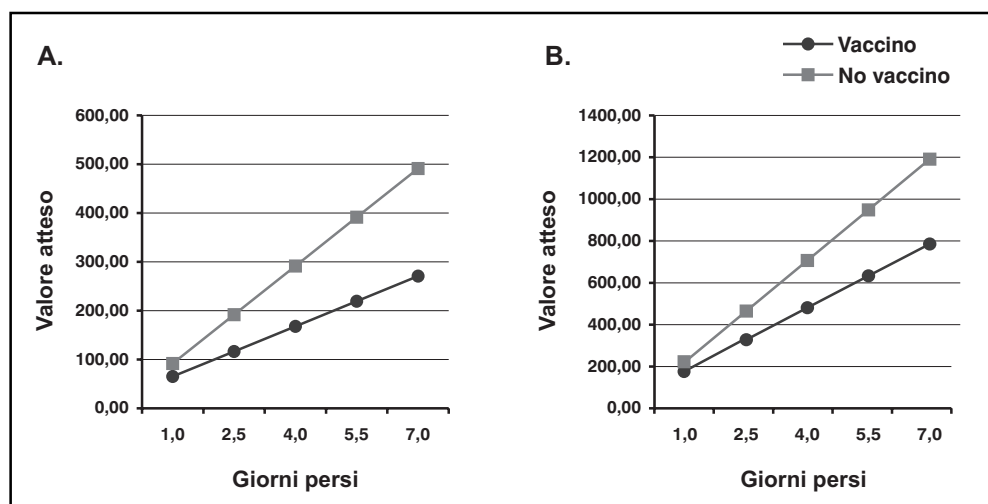 A.
600,00
500,00
400,00
300,00
200,00
100,00
0,00
Valore atteso
1,0 2,5 4,0 5,5 7,0
Giorni persi
B.
Vaccino
No vaccino
1400,00
1200,00
1000,00
800,00
600,00
400,00
200,00
0,00
Valore atteso
1,0 2,5 4,0 5,5 7,0
Giorni persi